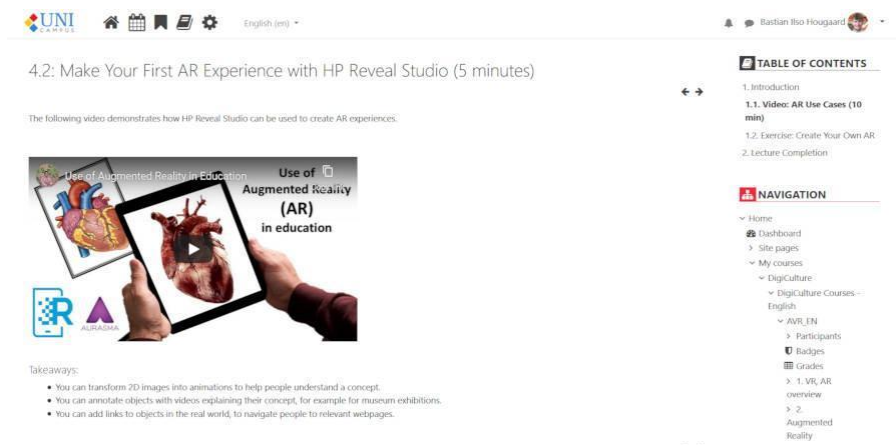 UNI
CAMPUS
English (en)
Bastian Ilso Hougaard
4.2: Make Your First AR Experience with HP Reveal Studio (5 minutes)
The following video demonstrates how HP Reveal Studio can be used to create AR experiences.
Use of Augmented Reality in Education
Use of
Augmented Reality
(AR)
in education
R
AURASMA
Takeaways:
You can transform 2D images into animations to help people understand a concept.
You can annotate objects with videos explaining their concept, for example for museum exhibitions.
You can add links to objects in the real world, to navigate people to relevant webpages.
TABLE OF CONTENTS
1. Introduction
1.1. Video: AR Use Cases (10
min)
1.2. Exercise: Create Your Own AR
2. Lecture Completion
NAVIGATION
Home
Dashboard
Site pages
My courses
DigiCulture
DigiCulture Courses -
English
AVR_EN
Participants
Badges
Grades
1. VR, AR
overview
2.
Augmented
Reality